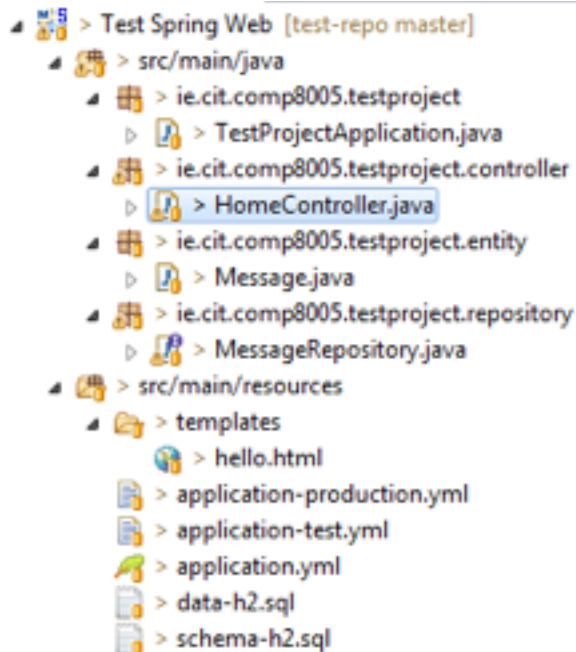 > Test Spring Web [test-repo master]
> src/main/java
> ie.cit.comp8005.testproject
> TestProjectApplication.java
> ie.cit.comp8005.testproject.controller
> HomeController.java
> ie.cit.comp8005.testproject.entity
> Message.java
> ie.cit.comp8005.testproject.repository
> MessageRepository.java
> src/main/resources
> templates
> hello.html
> application-production.yml
> application-test.yml
> application.yml
> data-h2.sql
> schema-h2.sql